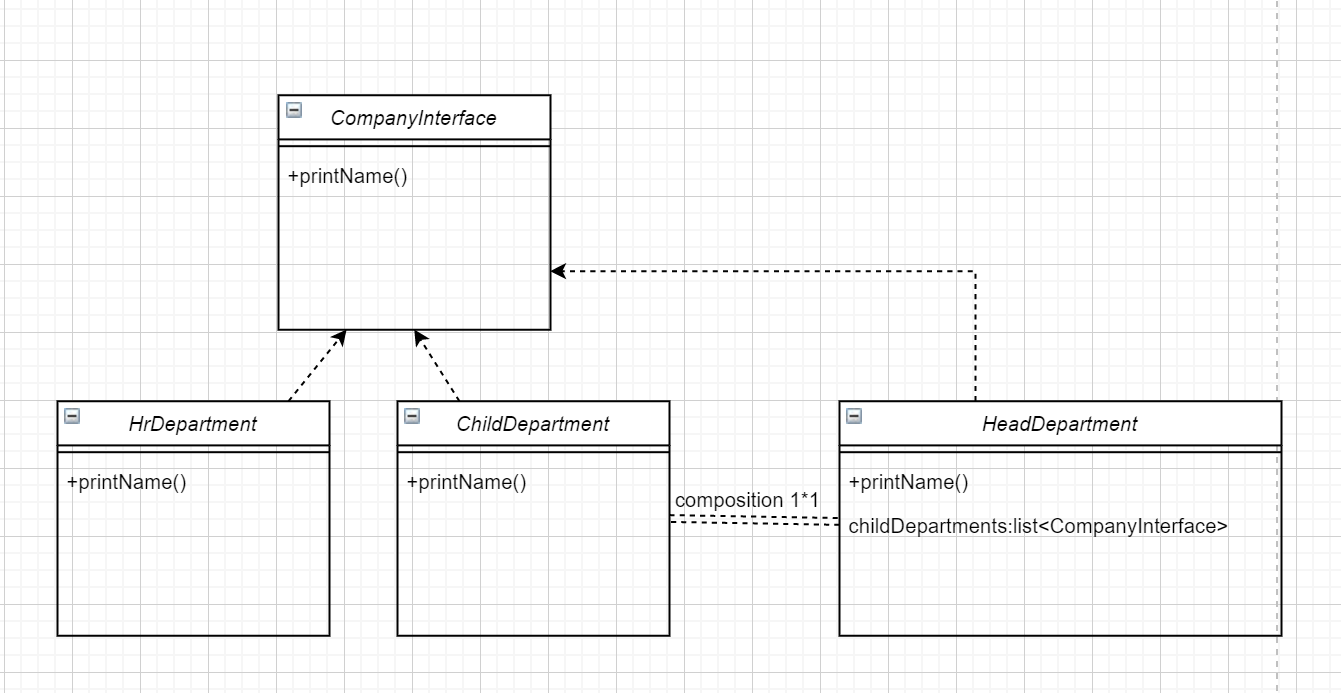 CompanyInterface
+printName()
HrDepartment
+printName()
ChildDepartment
+printName()
composition 1*1
HeadDepartment
+printName()
childDepartments:list<CompanyInterface>